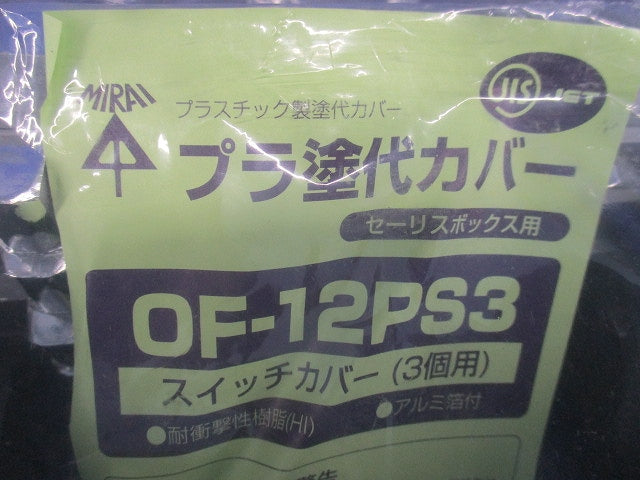 MIRAI
JIS JET
プラスチック製塗代カバー
プラ塗代カバー
セーリスボックス用
OF-12PS3
スイッチカバー(3個用)
●耐衝撃性樹脂(HI) ●アルミ箔付
警告